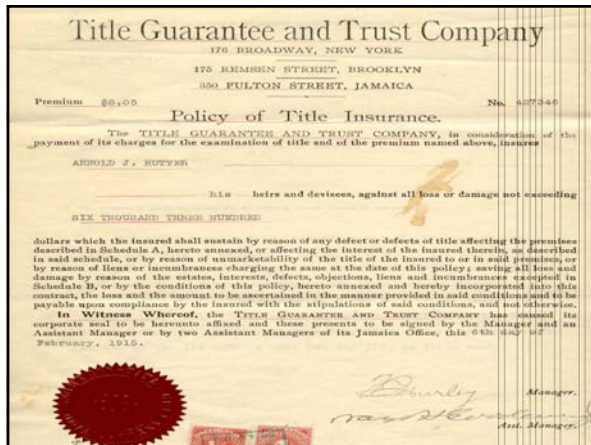 Title Guarantee and Trust Company
176 BROADWAY, NEW YORK
175 REMSEN STREET, BROOKLYN
350 FULTON STREET, JAMAICA
Premium $8.05 No. 427346
Policy of Title Insurance.
The TITLE GUARANTEE AND TRUST COMPANY, in consideration of the
payment of its charges for the examination of title and of the premium named above, insures
ARNOLD J. RUTTER
his heirs and devisees, against all loss or damage not exceeding
SIX THOUSAND THREE HUNDRED
dollars which the insured shall sustain by reason of any defect or defects of title affecting the premises
described in Schedule A, hereto annexed, or affecting the interest of the insured therein, as described
in said schedule, or by reason of unmarketability of the title of the insured to or in said premises, or
by reason of liens or incumbrances charging the same at the date of this policy; saving all loss and
damage by reason of the estates, interests, defects, objections, liens and incumbrances excepted in
Schedule B, or by the conditions of this policy, hereto annexed and hereby incorporated into this
contract, the loss and the amount to be ascertained in the manner provided in said conditions and to be
payable upon compliance by the insured with the stipulations of said conditions, and not otherwise.
In Witness Whereof, the TITLE GUARANTEE AND TRUST COMPANY has caused its
corporate seal to be hereunto affixed and these presents to be signed by the Manager and an
Assistant Manager or by two Assistant Managers of its Jamaica Office, this 6th day of
February, 1915.
Manager.
Asst. Manager.